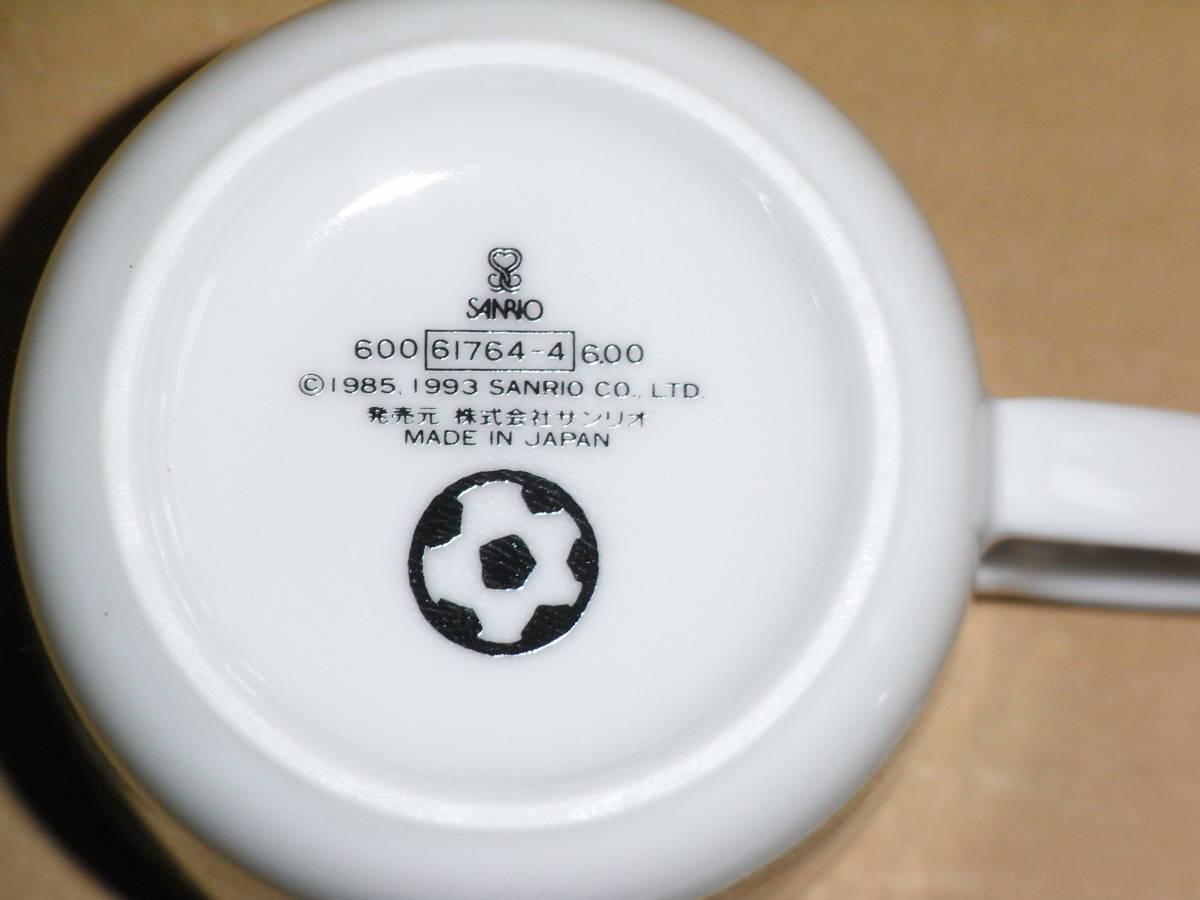 SANRIO
600 61764-4 6.00
©1985, 1993 SANRIO CO., LTD.
発売元 株式会社サンリオ
MADE IN JAPAN